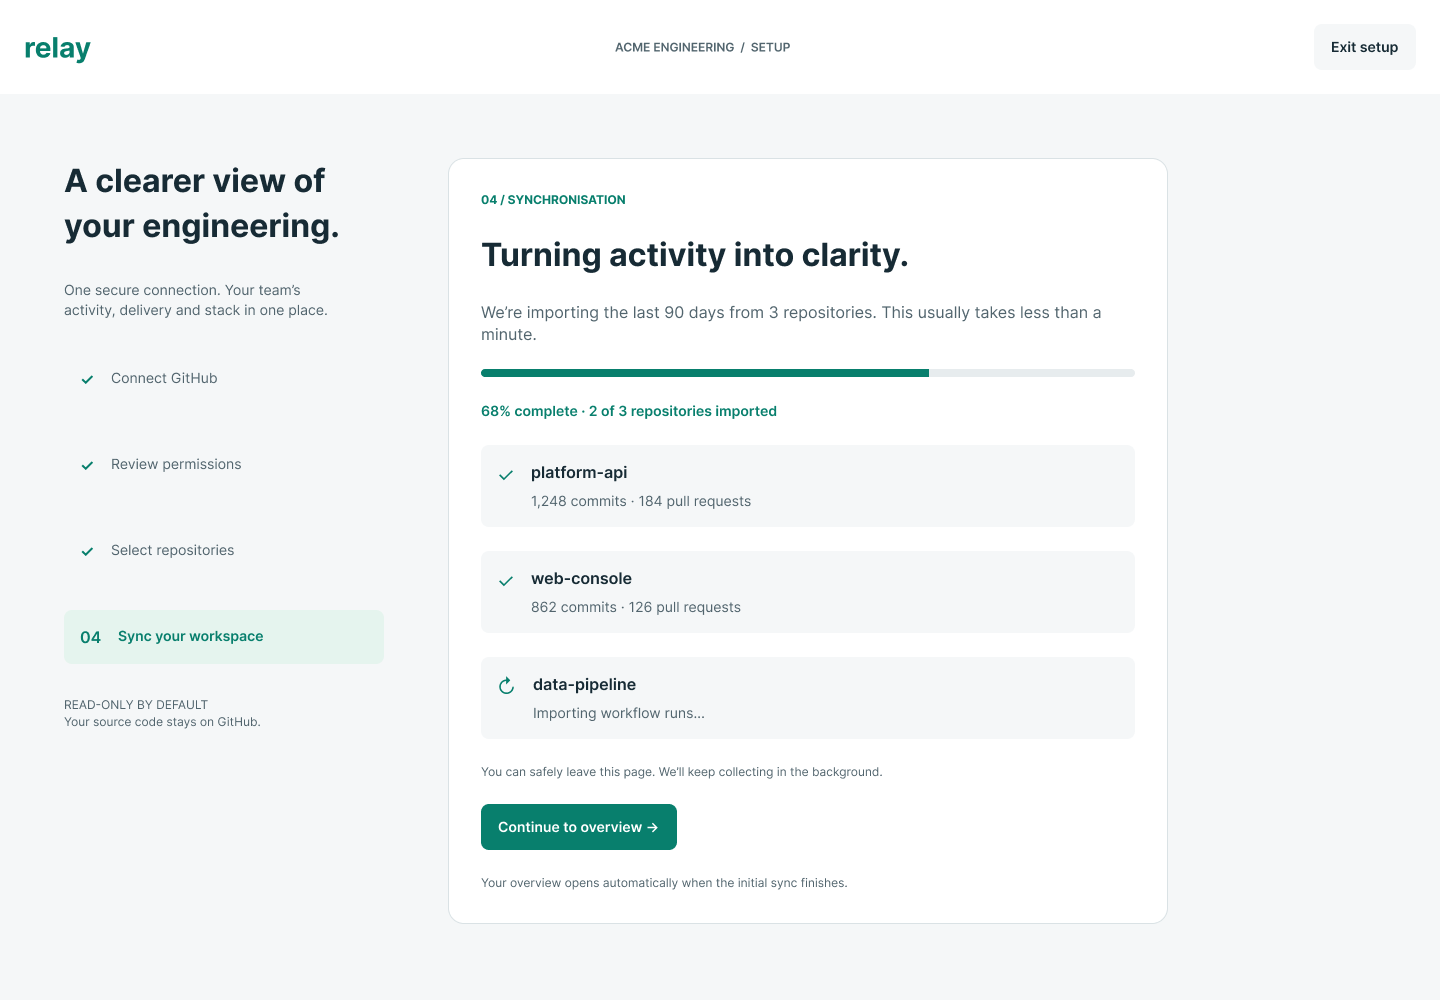 relay
ACME ENGINEERING / SETUP
Exit setup
A clearer view of
your engineering.
One secure connection. Your team’s
activity, delivery and stack in one place.
Connect GitHub
Review permissions
Select repositories
04 Sync your workspace
READ-ONLY BY DEFAULT
Your source code stays on GitHub.
04 / SYNCHRONISATION
Turning activity into clarity.
We’re importing the last 90 days from 3 repositories. This usually takes less than a
minute.
68% complete · 2 of 3 repositories imported
platform-api
1,248 commits · 184 pull requests
web-console
862 commits · 126 pull requests
data-pipeline
Importing workflow runs…
You can safely leave this page. We’ll keep collecting in the background.
Continue to overview →
Your overview opens automatically when the initial sync finishes.